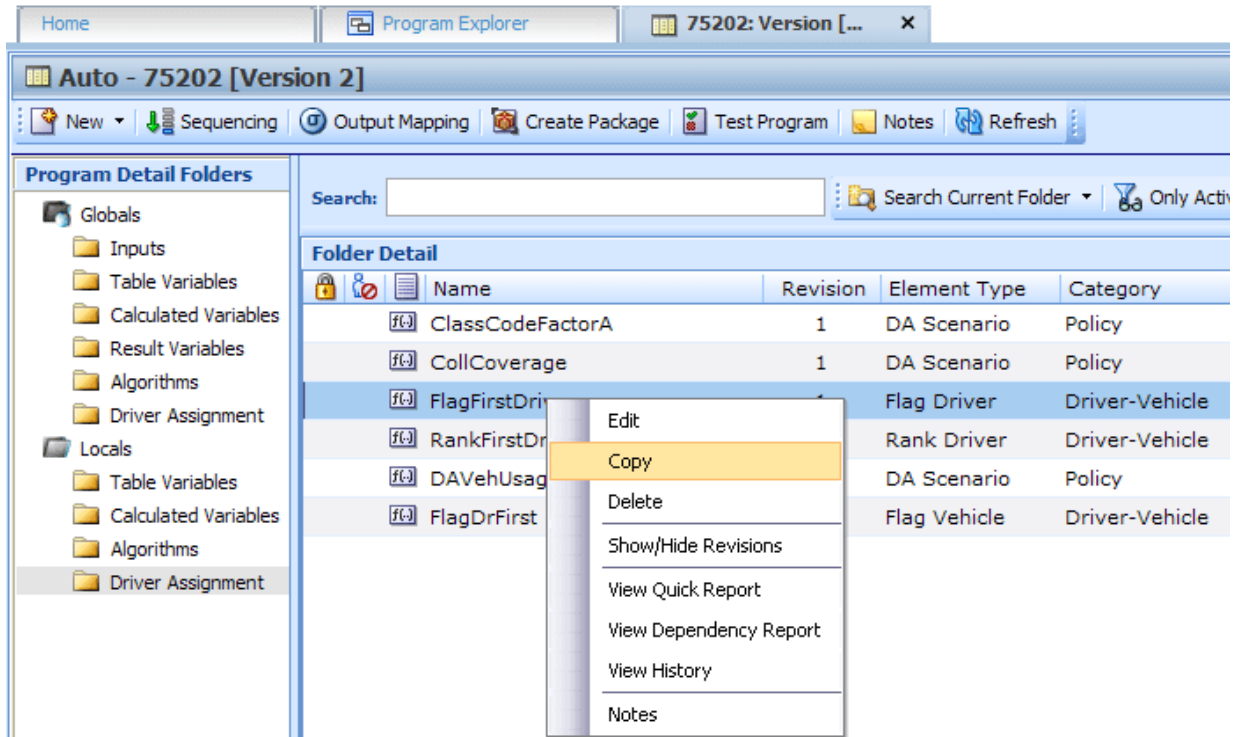 Home Program Explorer 75202: Version [... ×
Auto - 75202 [Version 2]
New Sequencing Output Mapping Create Package Test Program Notes Refresh
Program Detail Folders
Globals
Inputs
Table Variables
Calculated Variables
Result Variables
Algorithms
Driver Assignment
Locals
Table Variables
Calculated Variables
Algorithms
Driver Assignment
Search: Search Current Folder Only Activ
Folder Detail
Name Revision Element Type Category
f(.) ClassCodeFactorA 1 DA Scenario Policy
f(.) CollCoverage 1 DA Scenario Policy
f(.) FlagFirstDriv Flag Driver Driver-Vehicle
f(.) RankFirstDr Rank Driver Driver-Vehicle
f(.) DAVehUsag DA Scenario Policy
f(.) FlagDrFirst Flag Vehicle Driver-Vehicle
Edit
Copy
Delete
Show/Hide Revisions
View Quick Report
View Dependency Report
View History
Notes